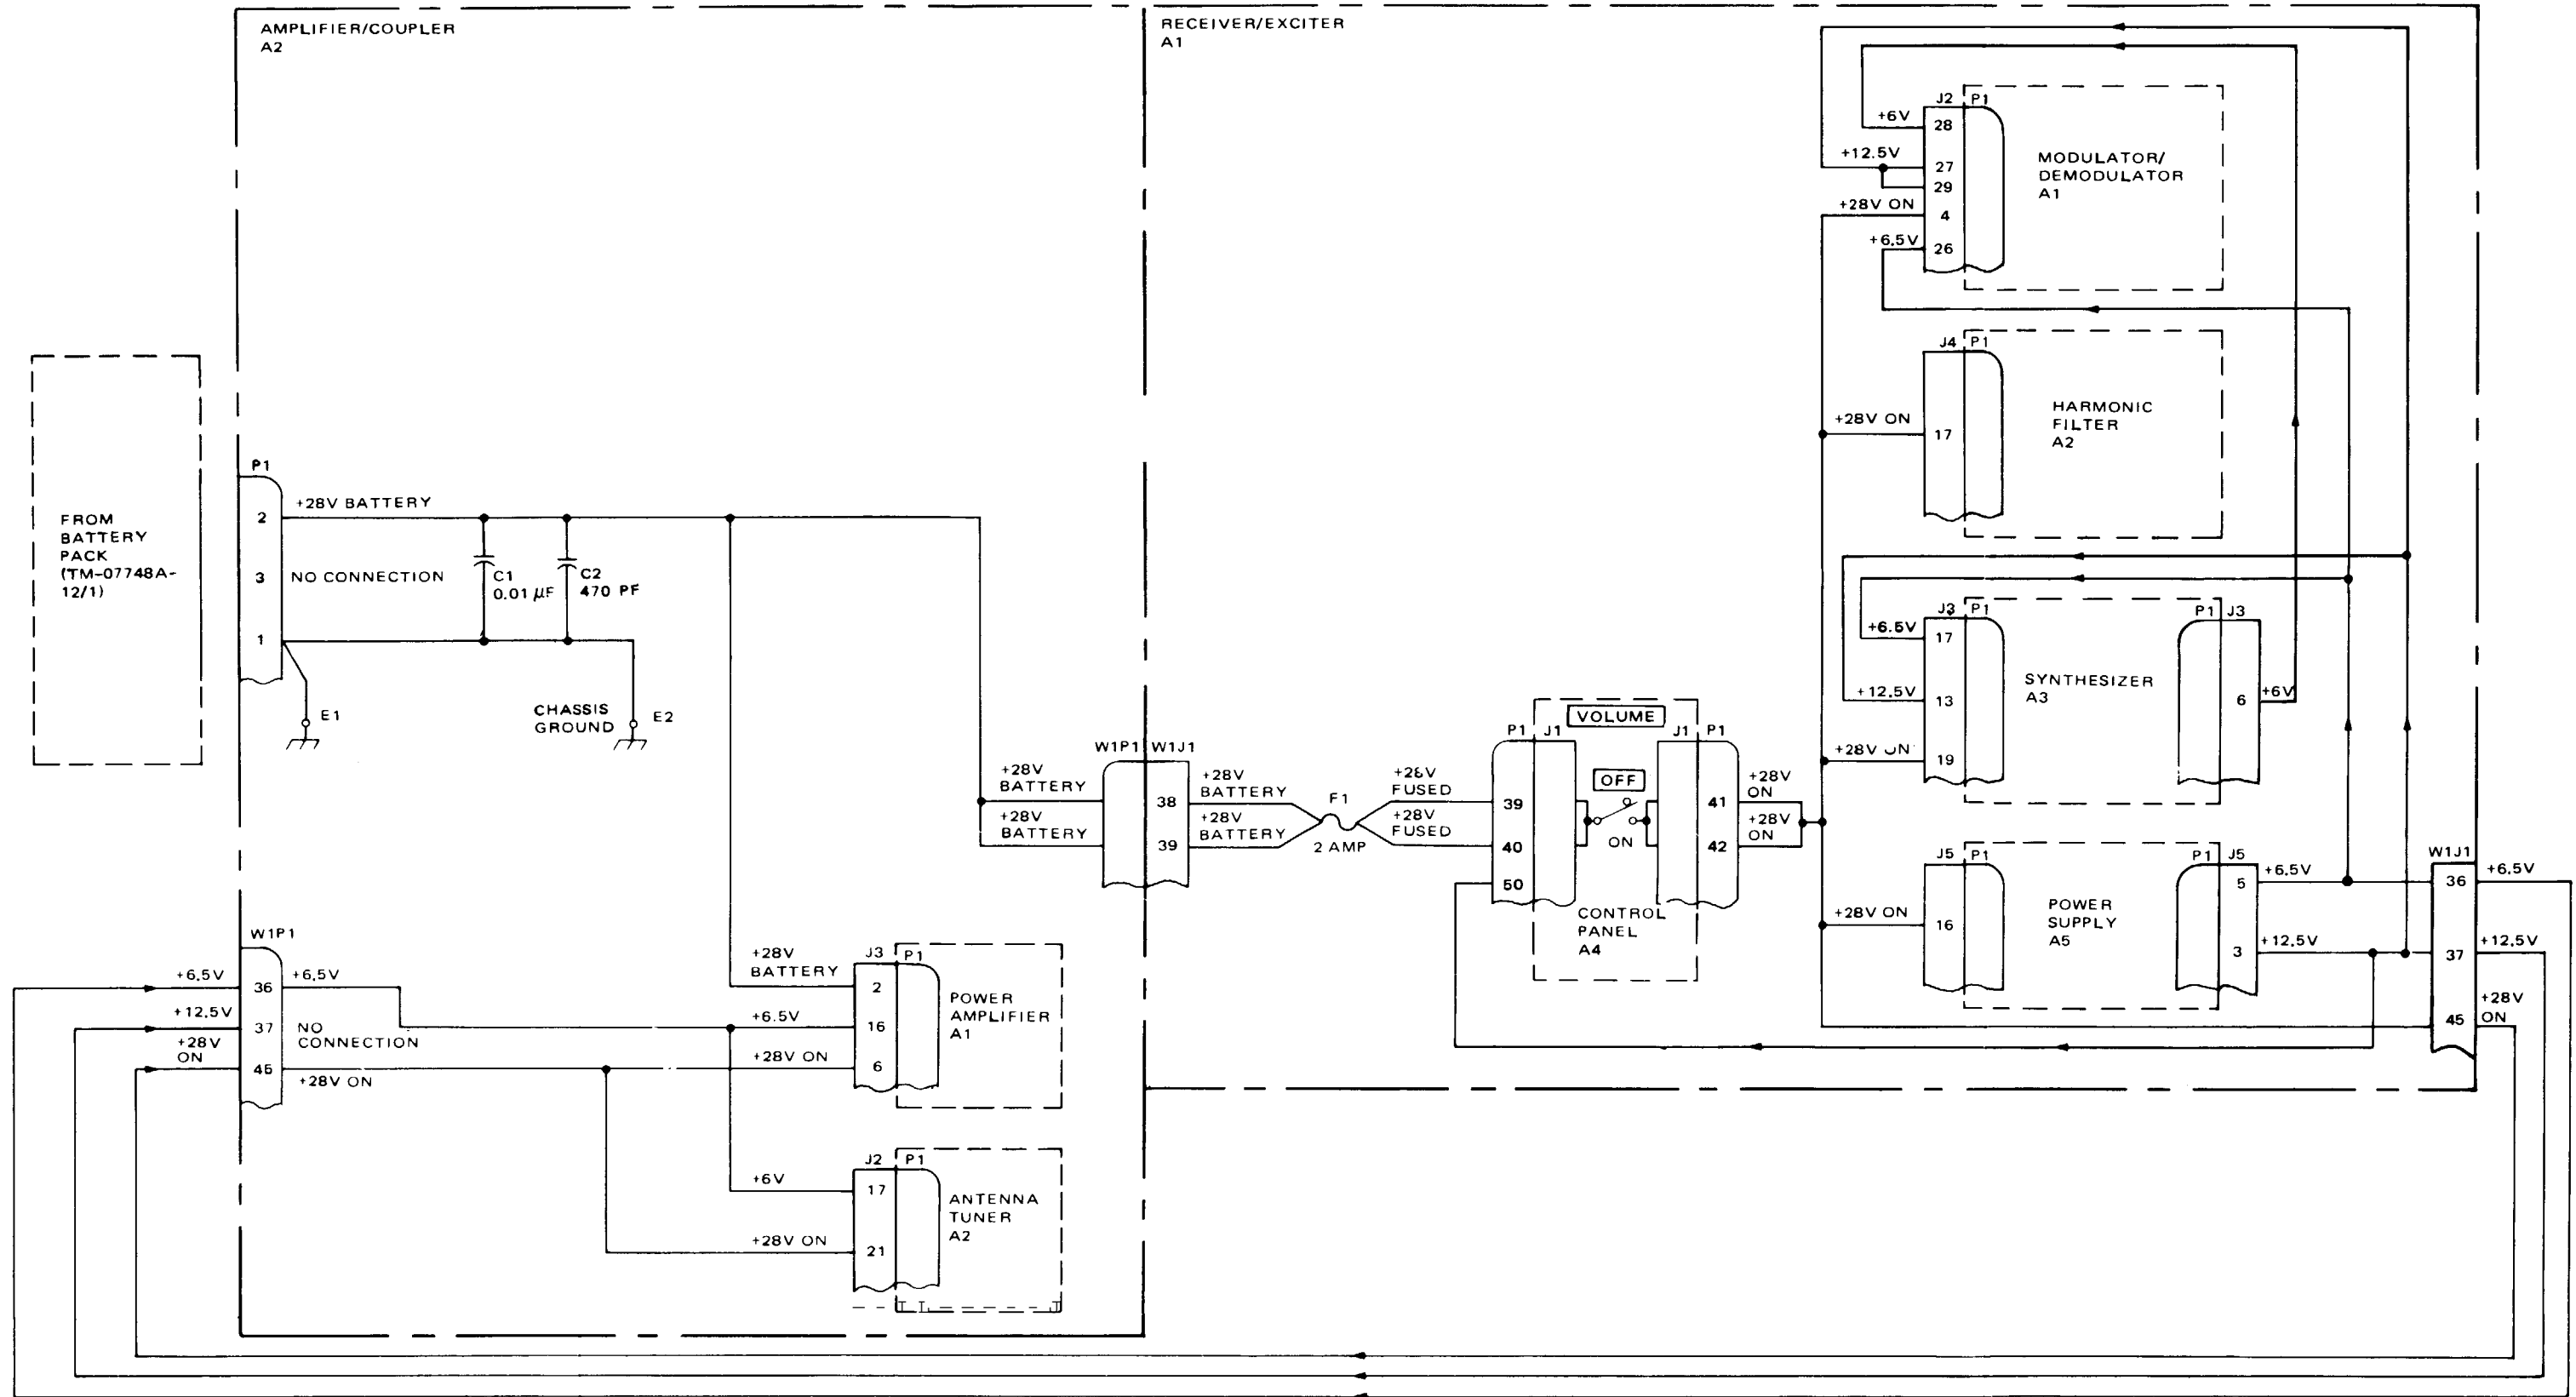 AMPLIFIER/COUPLER
A2
RECEIVER/EXCITER
A1
J2 P1
+6V
28
+12.5V
27
29
+28V ON
4
+6.5V
26
MODULATOR/
DEMODULATOR
A1
J4 P1
+28V ON
17
HARMONIC
FILTER
A2
FROM
BATTERY
PACK
(TM-07748A-
12/1)
P1
2
+28V BATTERY
3
NO CONNECTION
1
C1
0.01 µF
C2
470 PF
E1
CHASSIS
GROUND
E2
J3 P1
+6.5V
17
+12.5V
13
+28V ON
19
SYNTHESIZER
A3
P1 J3
6
+6V
W1P1 W1J1
+28V
BATTERY
+28V
BATTERY
38
39
+28V
BATTERY
+28V
BATTERY
F1
2 AMP
+28V
FUSED
+28V
FUSED
P1 J1
39
40
50
VOLUME
OFF
ON
CONTROL
PANEL
A4
J1 P1
41
42
+28V
ON
+28V
ON
J5 P1
+28V ON
16
POWER
SUPPLY
A5
P1 J5
5
+6.5V
3
+12.5V
W1J1
36
+6.5V
37
+12.5V
45
+28V
ON
W1P1
+6.5V
36
+6.5V
+12.5V
37
NO
CONNECTION
+28V
ON
45
+28V ON
+28V
BATTERY
J3 P1
2
+6.5V
16
+28V ON
6
POWER
AMPLIFIER
A1
J2 P1
+6V
17
+28V ON
21
ANTENNA
TUNER
A2